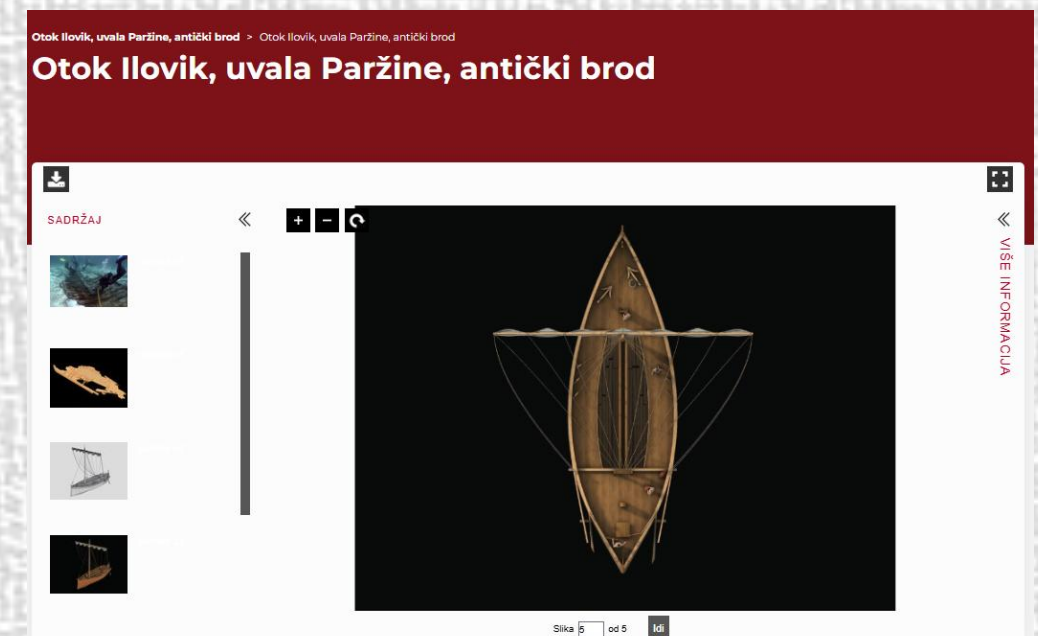 Otok Ilovik, uvala Paržine, antički brod > Otok Ilovik, uvala Paržine, antički brod
Otok Ilovik, uvala Paržine, antički brod
SADRŽAJ
VIŠE INFORMACIJA
Slika 5 od 5 Idi